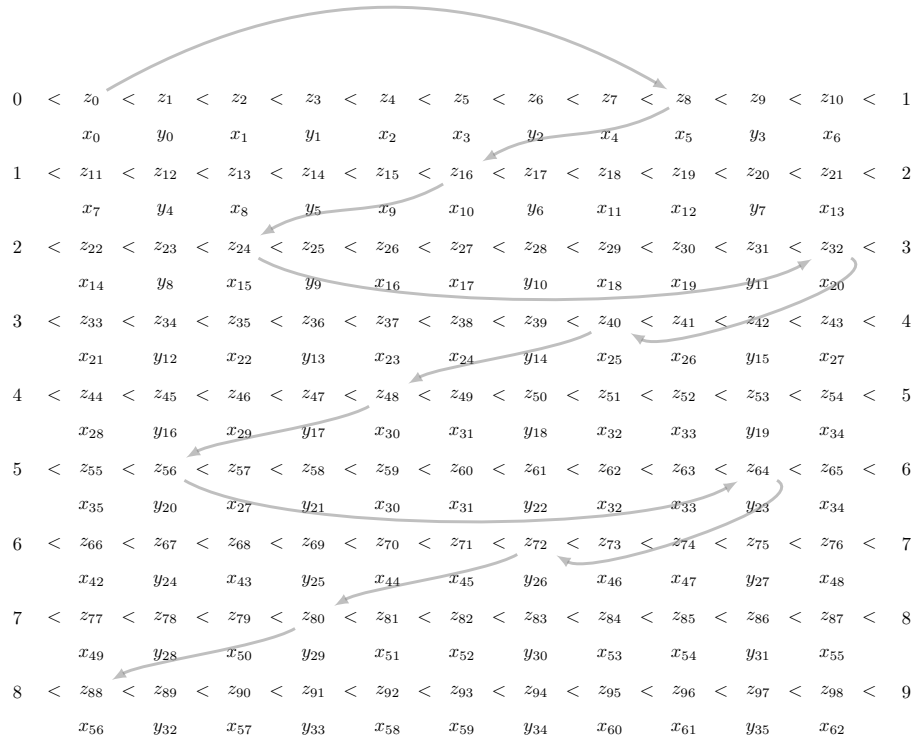 0 < z₀ < z₁ < z₂ < z₃ < z₄ < z₅ < z₆ < z₇ < z₈ < z₉ < z₁₀ < 1
x₀ y₀ x₁ y₁ x₂ x₃ y₂ x₄ x₅ y₃ x₆
1 < z₁₁ < z₁₂ < z₁₃ < z₁₄ < z₁₅ < z₁₆ < z₁₇ < z₁₈ < z₁₉ < z₂₀ < z₂₁ < 2
x₇ y₄ x₈ y₅ x₉ x₁₀ y₆ x₁₁ x₁₂ y₇ x₁₃
2 < z₂₂ < z₂₃ < z₂₄ < z₂₅ < z₂₆ < z₂₇ < z₂₈ < z₂₉ < z₃₀ < z₃₁ < z₃₂ < 3
x₁₄ y₈ x₁₅ y₉ x₁₆ x₁₇ y₁₀ x₁₈ x₁₉ y₁₁ x₂₀
3 < z₃₃ < z₃₄ < z₃₅ < z₃₆ < z₃₇ < z₃₈ < z₃₉ < z₄₀ < z₄₁ < z₄₂ < z₄₃ < 4
x₂₁ y₁₂ x₂₂ y₁₃ x₂₃ x₂₄ y₁₄ x₂₅ x₂₆ y₁₅ x₂₇
4 < z₄₄ < z₄₅ < z₄₆ < z₄₇ < z₄₈ < z₄₉ < z₅₀ < z₅₁ < z₅₂ < z₅₃ < z₅₄ < 5
x₂₈ y₁₆ x₂₉ y₁₇ x₃₀ x₃₁ y₁₈ x₃₂ x₃₃ y₁₉ x₃₄
5 < z₅₅ < z₅₆ < z₅₇ < z₅₈ < z₅₉ < z₆₀ < z₆₁ < z₆₂ < z₆₃ < z₆₄ < z₆₅ < 6
x₃₅ y₂₀ x₂₇ y₂₁ x₃₀ x₃₁ y₂₂ x₃₂ x₃₃ y₂₃ x₃₄
6 < z₆₆ < z₆₇ < z₆₈ < z₆₉ < z₇₀ < z₇₁ < z₇₂ < z₇₃ < z₇₄ < z₇₅ < z₇₆ < 7
x₄₂ y₂₄ x₄₃ y₂₅ x₄₄ x₄₅ y₂₆ x₄₆ x₄₇ y₂₇ x₄₈
7 < z₇₇ < z₇₈ < z₇₉ < z₈₀ < z₈₁ < z₈₂ < z₈₃ < z₈₄ < z₈₅ < z₈₆ < z₈₇ < 8
x₄₉ y₂₈ x₅₀ y₂₉ x₅₁ x₅₂ y₃₀ x₅₃ x₅₄ y₃₁ x₅₅
8 < z₈₈ < z₈₉ < z₉₀ < z₉₁ < z₉₂ < z₉₃ < z₉₄ < z₉₅ < z₉₆ < z₉₇ < z₉₈ < 9
x₅₆ y₃₂ x₅₇ y₃₃ x₅₈ x₅₉ y₃₄ x₆₀ x₆₁ y₃₅ x₆₂